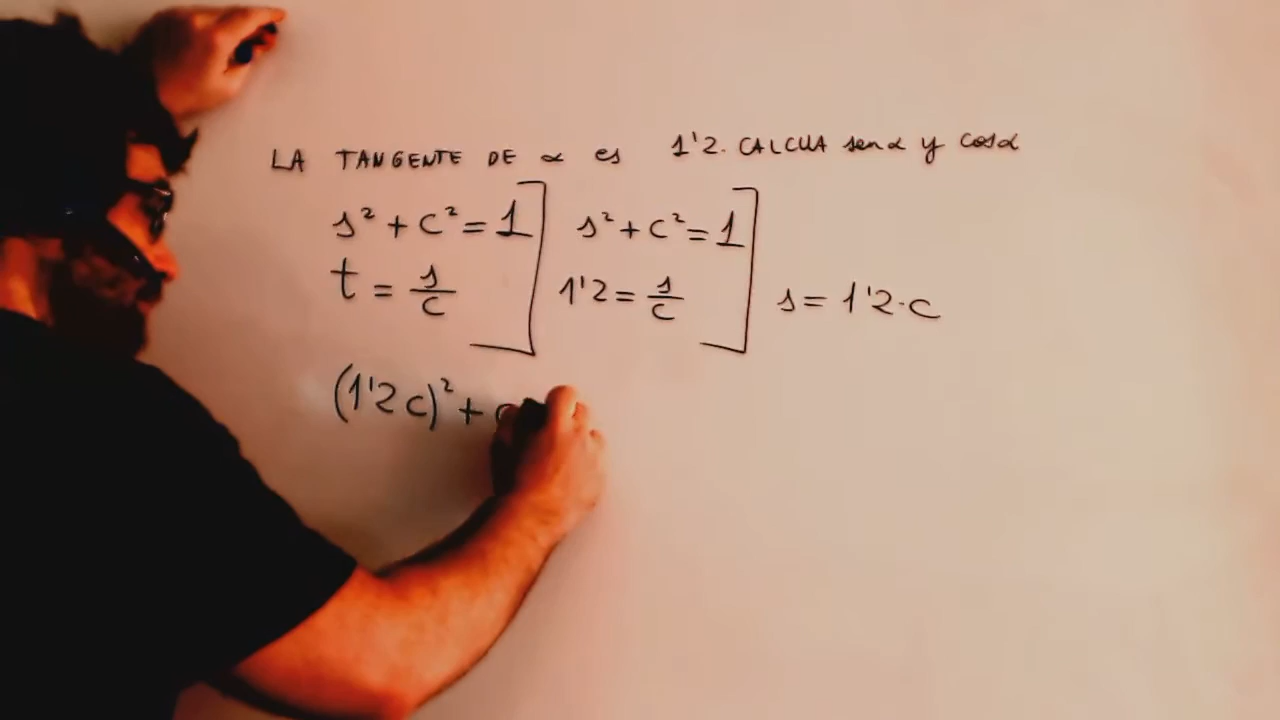 LA TANGENTE DE α es 1'2. CALCUA senα y cosα
s² + c² = 1] s² + c² = 1]
t = s/c 1'2 = s/c s = 1'2·c
(1'2 c)² + c